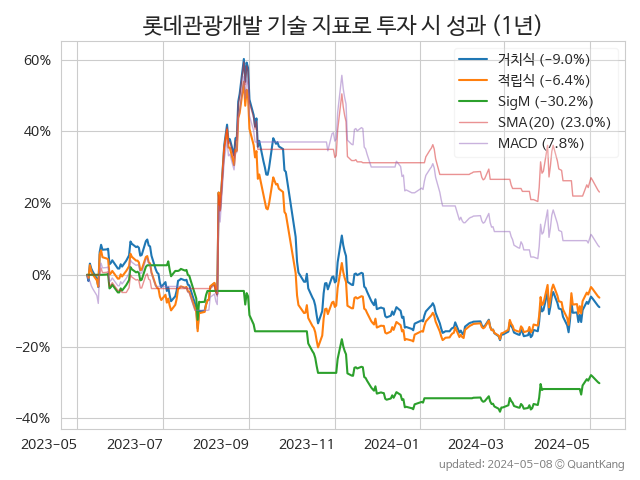 롯데관광개발 기술 지표로 투자 시 성과 (1년)
60%
40%
20%
0%
−20%
−40%
거치식 (−9.0%)
적립식 (−6.4%)
SigM (−30.2%)
SMA(20) (23.0%)
MACD (7.8%)
2023−05 2023−07 2023−09 2023−11 2024−01 2024−03 2024−05
updated: 2024-05-08 © QuantKang